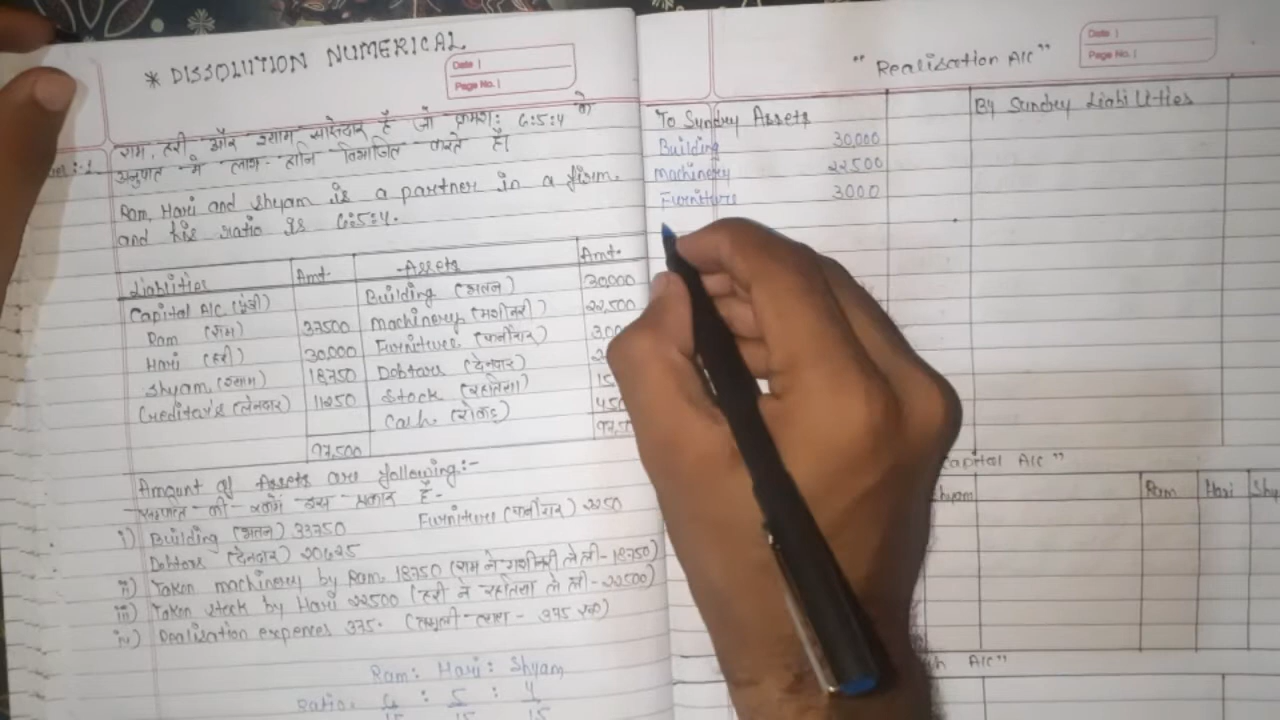 * DISSOLUTION NUMERICAL
Date |
Page No. |
राम, हरी और श्याम साझेदार हैं जो क्रमश: 6:5:4 के
अनुपात में लाभ-हानि विभाजित करते है।
Ram, Hari and Shyam is a partner in a firm.
and his ratio is 6:5:4.
Liabilities Amt. Assets Amt.
Capital A/C (पूंजी) Building (भवन) 30,000
Ram (राम) 37500 Machinery (मशीनरी) 22,500
Hari (हरी) 30,000 Furniture (फर्नीचर)
Shyam (श्याम) 18750 Debtors (देनदार)
Creditor's (लेनदार) 11250 Stock (रहतिया)
Cash (रोकड़)
97,500
Amount of Assets are following:-
सम्पत्ति की रकमें इस प्रकार हैं-
i) Building (भवन) 33750 Furniture (फर्नीचर) 2250
Debtors (देनदार) 20625
ii) Taken machinery by Ram. 18750 (राम ने मशीनरी ले ली- 18750)
iii) Taken stock by Hari 22500 (हरी ने रहतिया ले ली- 22500)
iv) Realisation expences 375. (वसूली-व्यय - 375 रु०)
Ram: Hari: Shyam
Ratio: 6 : 5 : 4
15 15 15
"Realisation A/C"
Date |
Page No. |
To Sundry Assets By Sundry Liabilities
Building 30,000
Machinery 22500
Furniture 3000
Capital A/C"
Shyam Ram Hari
A/C"